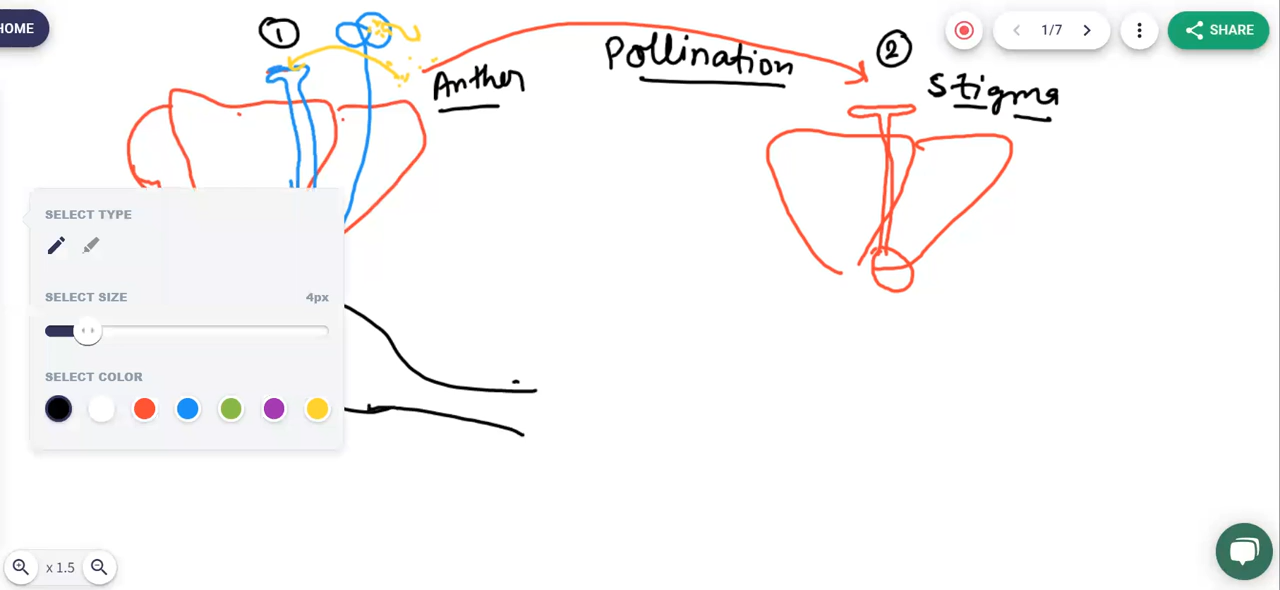 HOME
①
Pollination
②
1/7
SHARE
Anther
Stigma
SELECT TYPE
SELECT SIZE 4px
SELECT COLOR
x 1.5